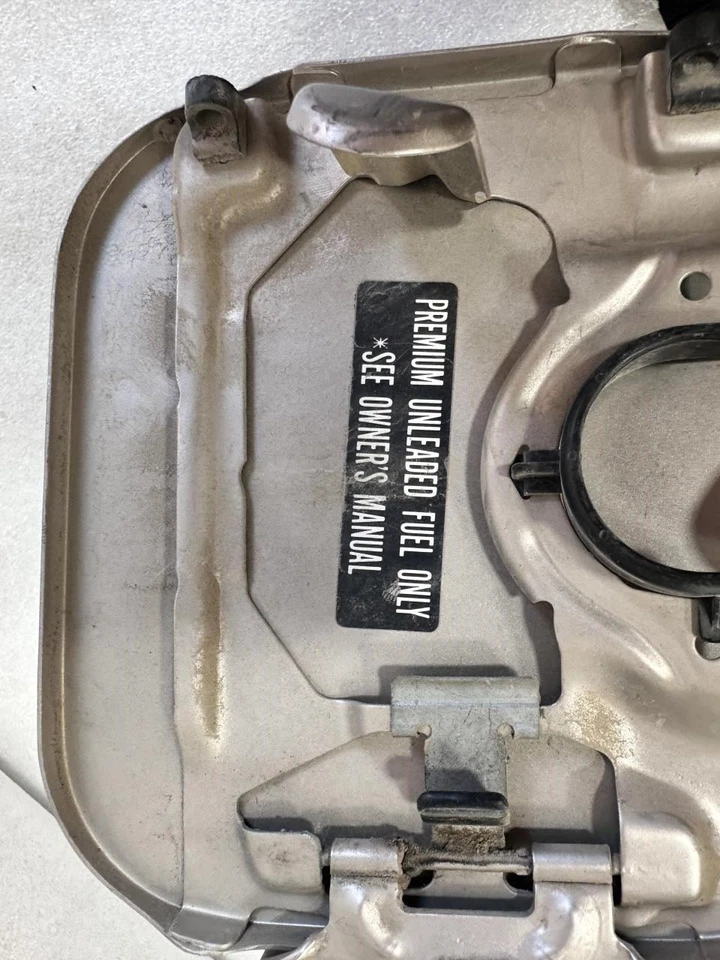 PREMIUM UNLEADED FUEL ONLY
*SEE OWNER'S MANUAL